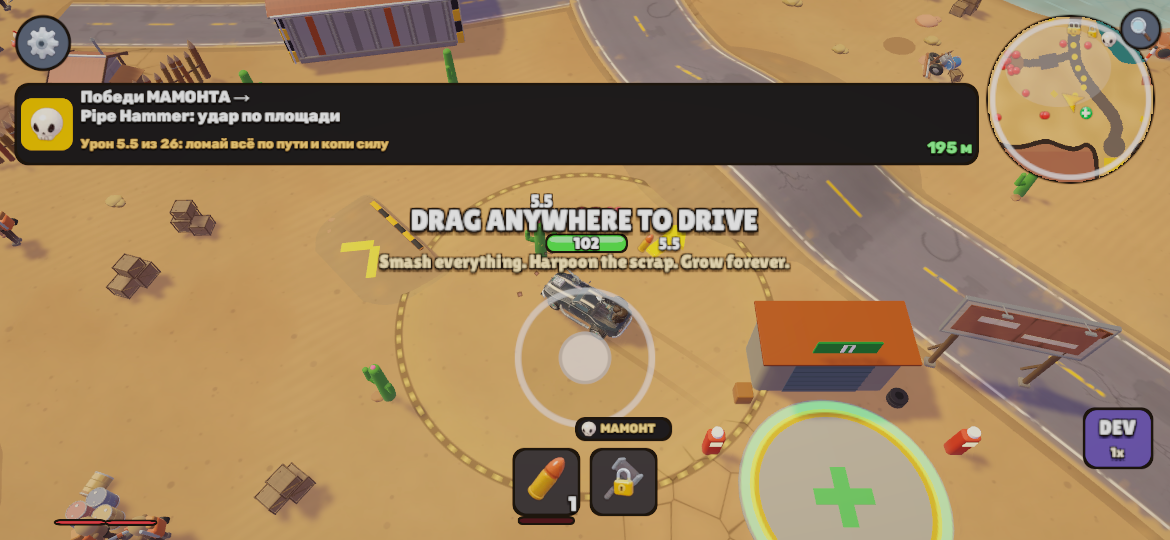 Победи МАМОНТА →
Pipe Hammer: удар по площади
Урон 5.5 из 26: ломай всё по пути и копи силу
195 м
5.5
DRAG ANYWHERE TO DRIVE
102
5.5
Smash everything. Harpoon the scrap. Grow forever.
МАМОНТ
1
DEV
1x